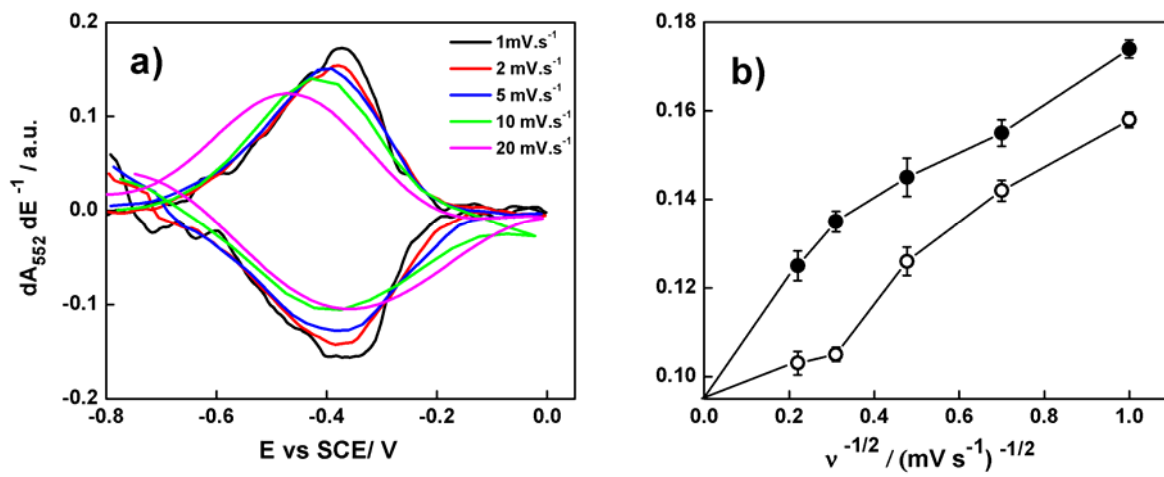 a)
1mV.s⁻¹
2 mV.s⁻¹
5 mV.s⁻¹
10 mV.s⁻¹
20 mV.s⁻¹
0.2
0.1
0.0
-0.1
-0.2
dA₅₅₂ dE⁻¹ / a.u.
-0.8 -0.6 -0.4 -0.2 0.0
E vs SCE/ V
b)
0.18
0.16
0.14
0.12
0.10
0.0 0.2 0.4 0.6 0.8 1.0
ν ⁻¹/² / (mV s⁻¹) ⁻¹/²